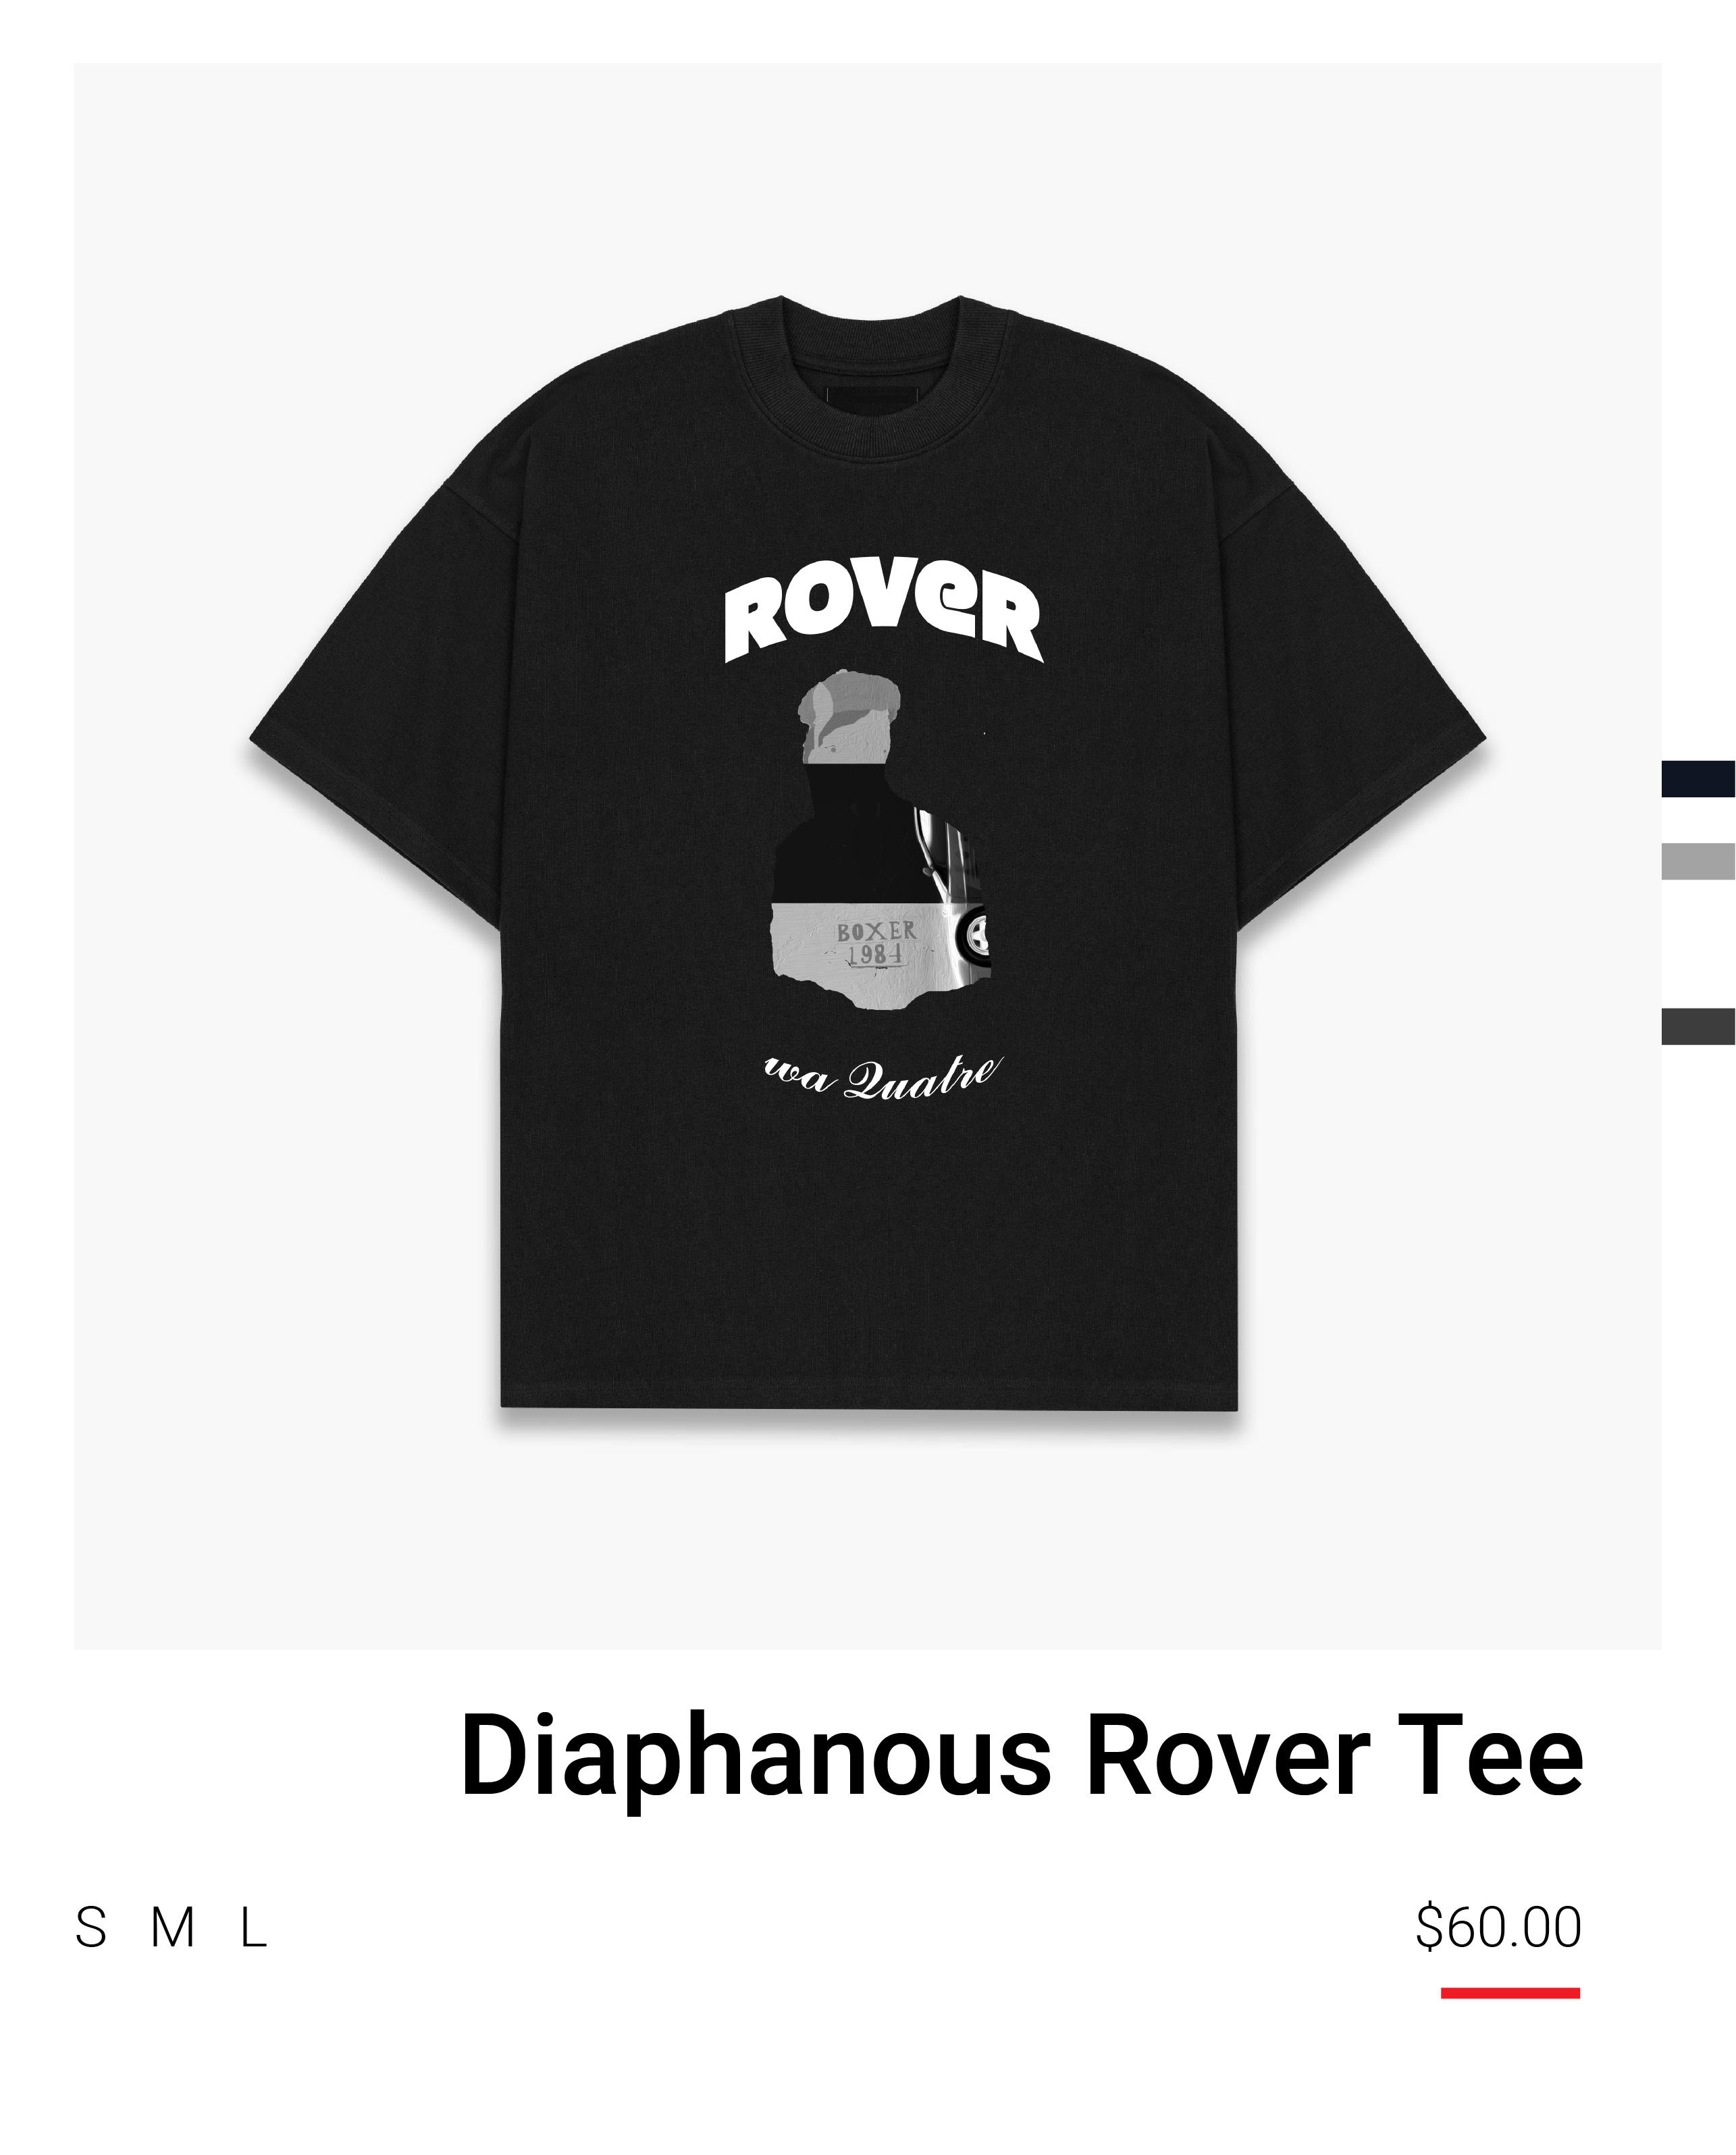 ROVeR
BOXER
1984
wa Quatre
Diaphanous Rover Tee
S M L
$60.00